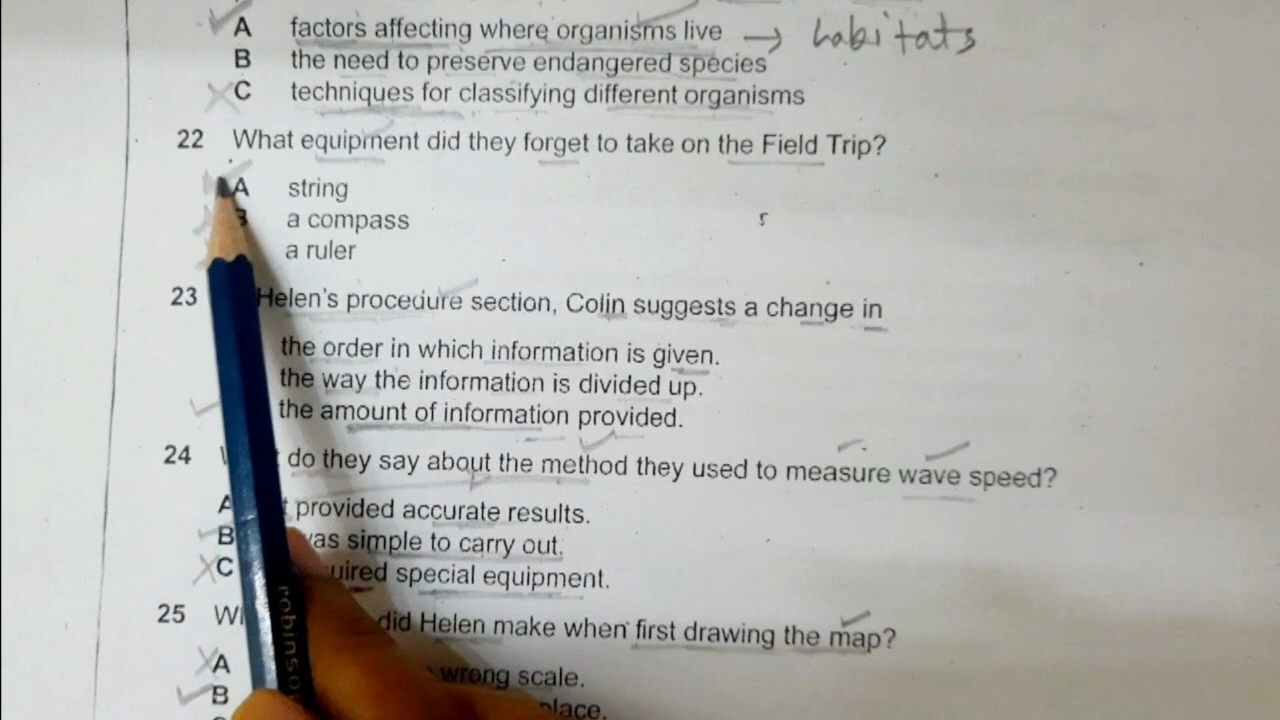 A factors affecting where organisms live → habitats
B the need to preserve endangered species
C techniques for classifying different organisms
22 What equipment did they forget to take on the Field Trip?
A string
B a compass
a ruler
23 Helen's procedure section, Colin suggests a change in
the order in which information is given.
the way the information is divided up.
the amount of information provided.
24 do they say about the method they used to measure wave speed?
A provided accurate results.
B was simple to carry out.
C special equipment.
25 did Helen make when first drawing the map?
A wrong scale.
B place.
robinso